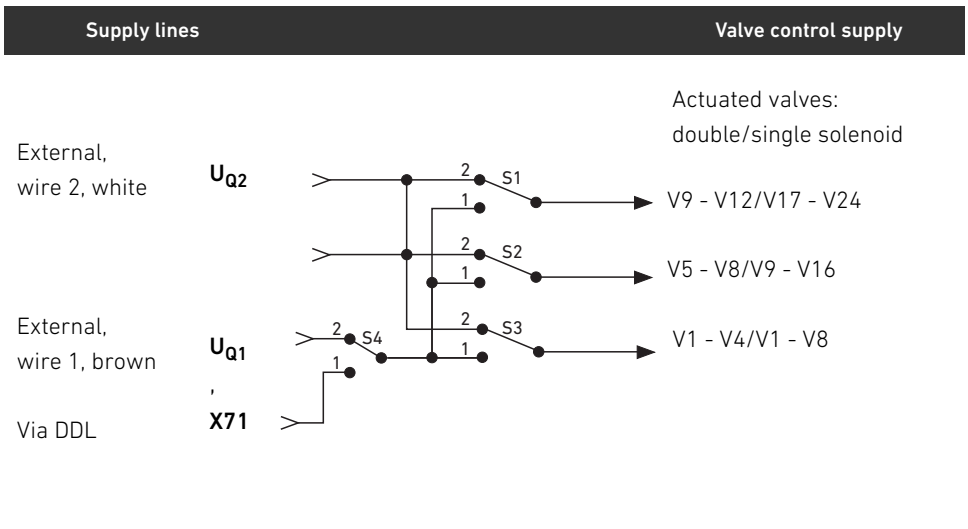 Supply lines
Valve control supply
Actuated valves:
double/single solenoid
External,
wire 2, white
UQ2
2
S1
1
V9 - V12/V17 - V24
2
S2
1
V5 - V8/V9 - V16
External,
wire 1, brown
UQ1
2
S4
1
2
S3
1
V1 - V4/V1 - V8
,
Via DDL
X71